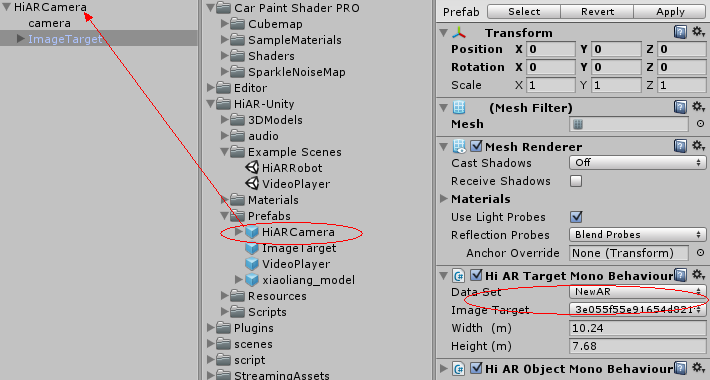 HiARCamera
camera
ImageTarget
Car Paint Shader PRO
Cubemap
SampleMaterials
Shaders
SparkleNoiseMap
Editor
HiAR-Unity
3DModels
audio
Example Scenes
HiARRobot
VideoPlayer
Materials
Prefabs
HiARCamera
ImageTarget
VideoPlayer
xiaoliang_model
Resources
Scripts
Plugins
scenes
script
StreamingAssets
Prefab Select Revert Apply
Transform
Position X 0 Y 0 Z 0
Rotation X 0 Y 0 Z 0
Scale X 1 Y 1 Z 1
(Mesh Filter)
Mesh
Mesh Renderer
Cast Shadows Off
Receive Shadows
Materials
Use Light Probes
Reflection Probes Blend Probes
Anchor Override None (Transform)
Hi AR Target Mono Behaviour
Data Set NewAR
Image Target 3e055f55e91654d821
Width (m) 10.24
Height (m) 7.68
Hi AR Object Mono Behaviour